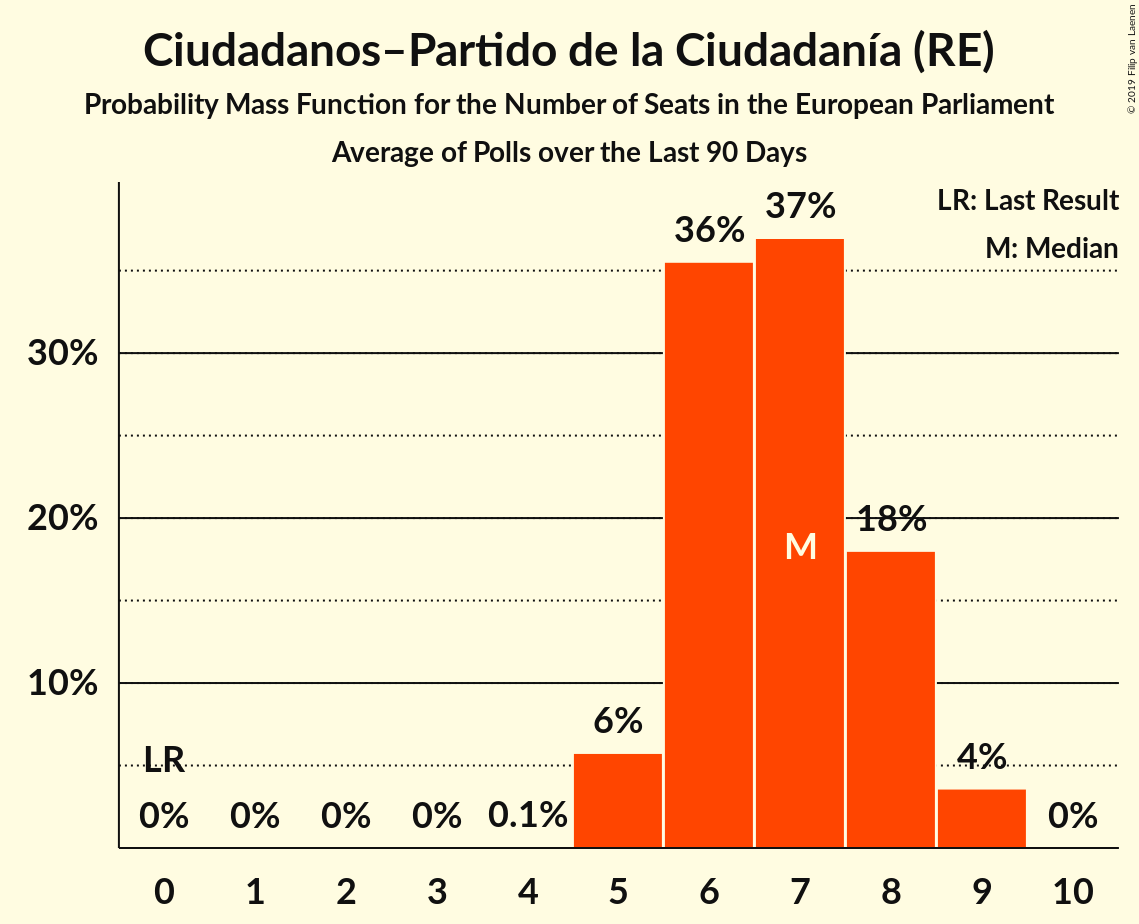 Ciudadanos–Partido de la Ciudadanía (RE)
Probability Mass Function for the Number of Seats in the European Parliament
Average of Polls over the Last 90 Days
© 2019 Filip van Laenen
LR: Last Result
M: Median
30%
20%
10%
LR
0%
0%
0%
0%
0.1%
6%
36%
37%
M
18%
4%
0%
0 1 2 3 4 5 6 7 8 9 10